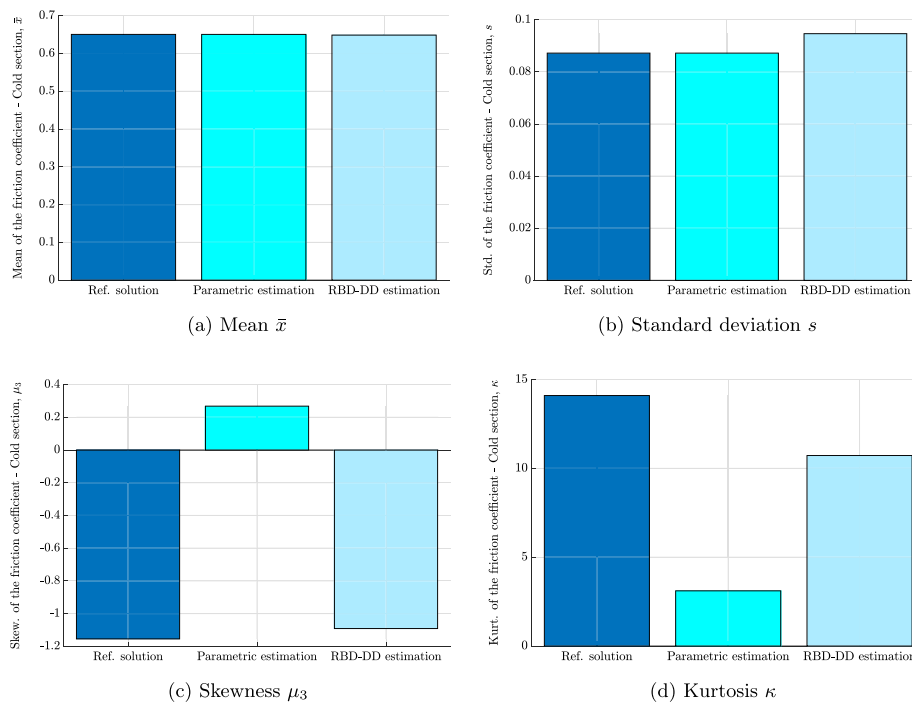 Mean of the friction coefficient - Cold section, x̄
0.7
0.6
0.5
0.4
0.3
0.2
0.1
0
Ref. solution
Parametric estimation
RBD-DD estimation
(a) Mean x̄
Std. of the friction coefficient - Cold section, s
0.1
0.08
0.06
0.04
0.02
0
Ref. solution
Parametric estimation
RBD-DD estimation
(b) Standard deviation s
Skew. of the friction coefficient - Cold section, μ₃
0.4
0.2
0
-0.2
-0.4
-0.6
-0.8
-1
-1.2
Ref. solution
Parametric estimation
RBD-DD estimation
(c) Skewness μ₃
Kurt. of the friction coefficient - Cold section, κ
15
10
5
0
Ref. solution
Parametric estimation
RBD-DD estimation
(d) Kurtosis κ